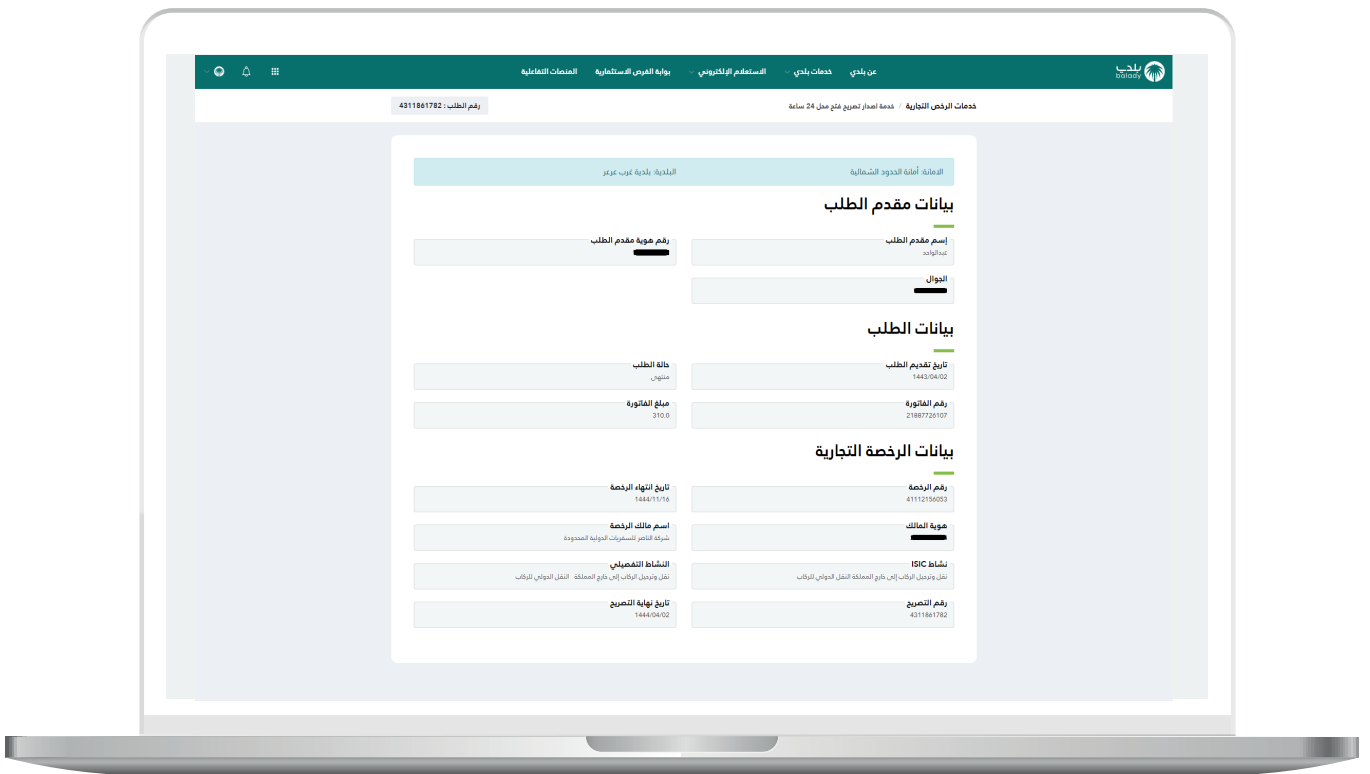 بلدي
balady
عن بلدي
خدمات بلدي
الاستعلام الإلكتروني
بوابة الفرص الاستثمارية
المنصات التفاعلية
خدمات الرخص التجارية / خدمة اصدار تصريح فتح محل 24 ساعة
رقم الطلب : 4311861782
الامانة: أمانة الحدود الشمالية
البلدية: بلدية غرب عرعر
بيانات مقدم الطلب
إسم مقدم الطلب
عبدالواحد
رقم هوية مقدم الطلب
الجوال
بيانات الطلب
تاريخ تقديم الطلب
1443/04/02
حالة الطلب
منتهي
رقم الفاتورة
21887726107
مبلغ الفاتورة
310.0
بيانات الرخصة التجارية
رقم الرخصة
41112156053
تاريخ انتهاء الرخصة
1444/11/16
هوية المالك
اسم مالك الرخصة
شركة الناصر للسفريات الدولية المحدودة
نشاط ISIC
نقل وترحيل الركاب إلى خارج المملكة النقل الدولي للركاب
النشاط التفصيلي
نقل وترحيل الركاب إلى خارج المملكة - النقل الدولي للركاب
رقم التصريح
4311861782
تاريخ نهاية التصريح
1444/04/02